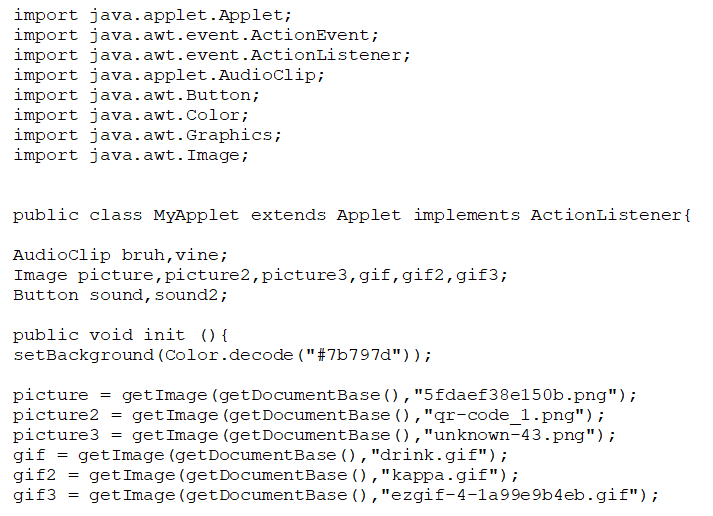 import java.applet.Applet;
import java.awt.event.ActionEvent;
import java.awt.event.ActionListener;
import java.applet.AudioClip;
import java.awt.Button;
import java.awt.Color;
import java.awt.Graphics;
import java.awt.Image;
public class MyApplet extends Applet implements ActionListener{
AudioClip bruh,vine;
Image picture,picture2,picture3,gif,gif2,gif3;
Button sound,sound2;
public void init (){
setBackground(Color.decode("#7b797d"));
picture = getImage(getDocumentBase(),"5fdaef38e150b.png");
picture2 = getImage(getDocumentBase(),"qr-code_1.png");
picture3 = getImage(getDocumentBase(),"unknown-43.png");
gif = getImage(getDocumentBase(),"drink.gif");
gif2 = getImage(getDocumentBase(),"kappa.gif");
gif3 = getImage(getDocumentBase(),"ezgif-4-1a99e9b4eb.gif");